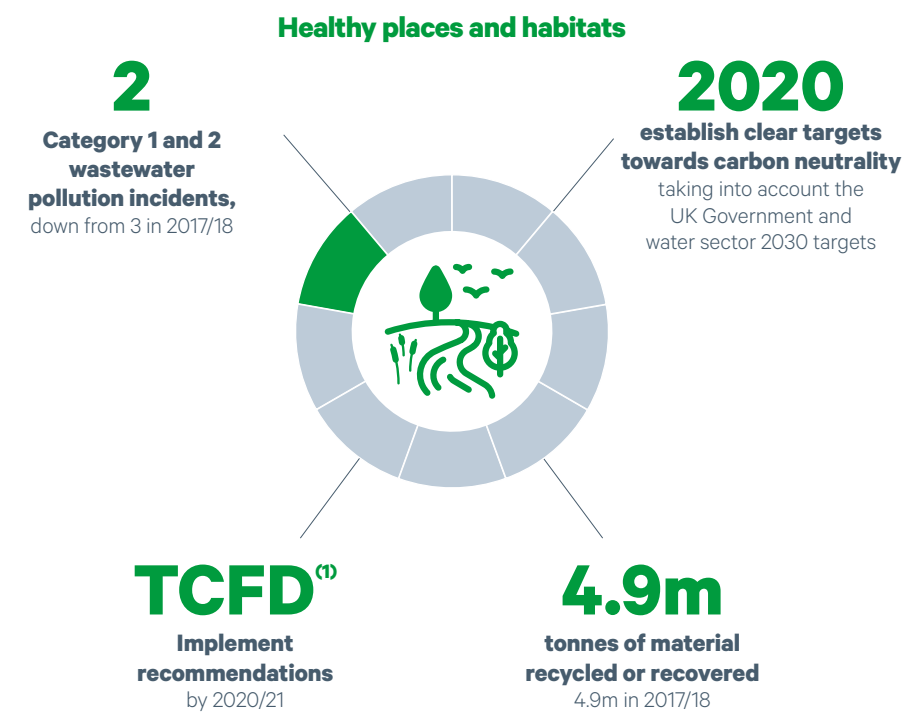 Healthy places and habitats
2
Category 1 and 2
wastewater
pollution incidents,
down from 3 in 2017/18
2020
establish clear targets
towards carbon neutrality
taking into account the
UK Government and
water sector 2030 targets
TCFD(1)
Implement
recommendations
by 2020/21
4.9m
tonnes of material
recycled or recovered
4.9m in 2017/18